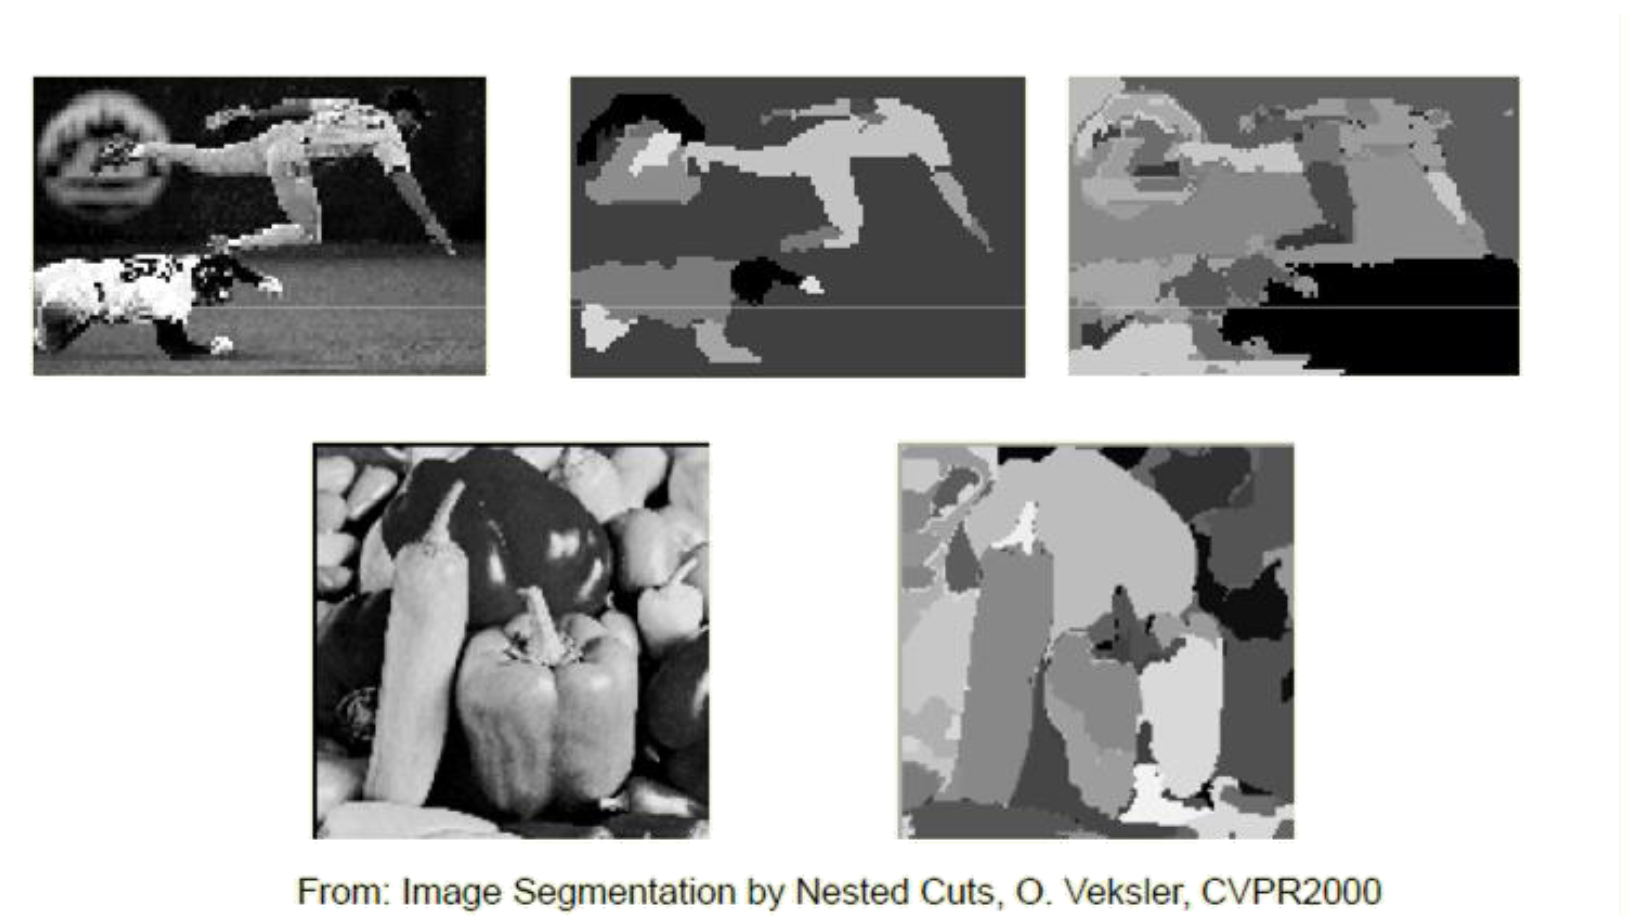 From: Image Segmentation by Nested Cuts, O. Veksler, CVPR2000